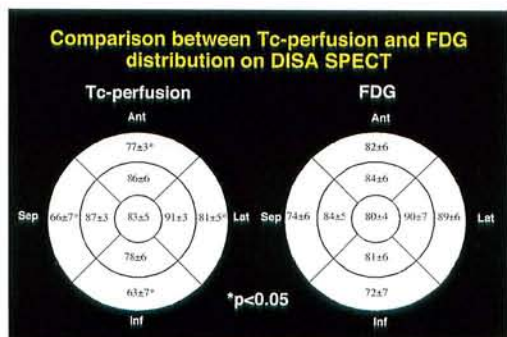 Comparison between Tc-perfusion and FDG
distribution on DISA SPECT
Tc-perfusion
Ant
77±3*
86±6
Sep 66±7* 87±3 83±5 91±3 81±5* Lat
78±6
63±7*
Inf
FDG
Ant
82±6
84±6
Sep 74±6 84±5 80±4 90±7 89±6 Lat
81±6
72±7
Inf
*p<0.05